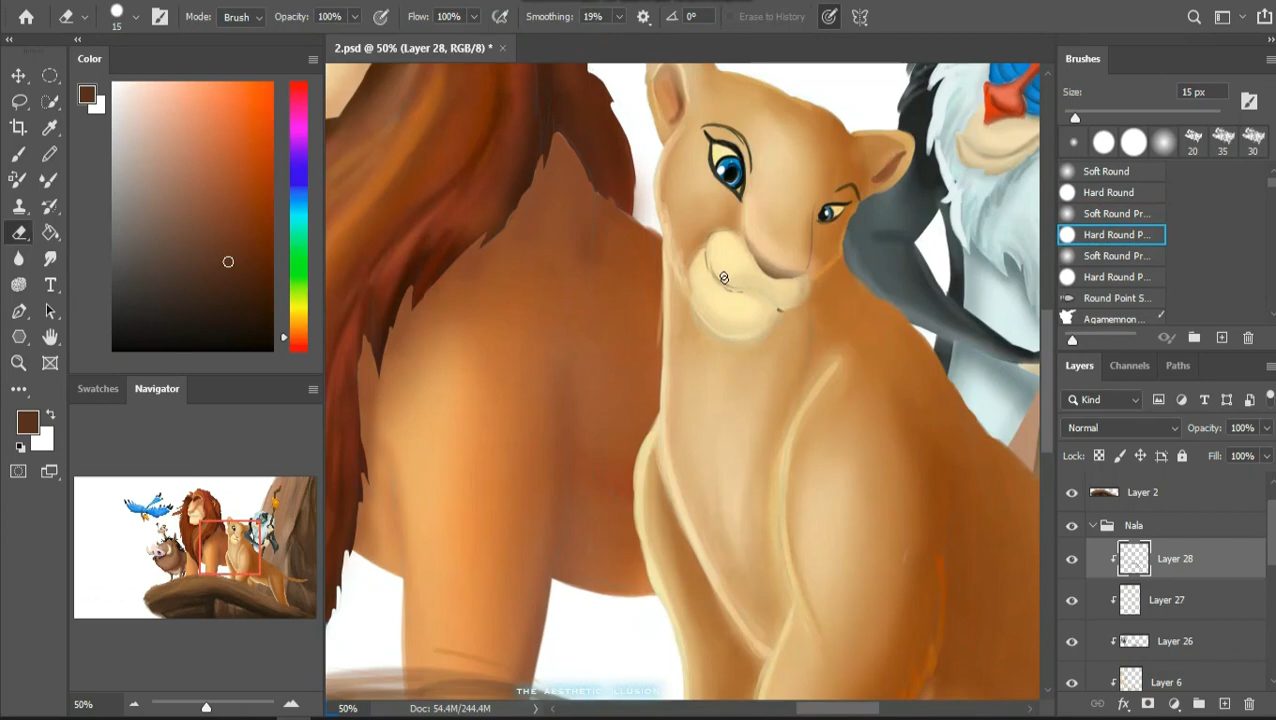 15
Mode: Brush
Opacity: 100%
Flow: 100%
Smoothing: 19%
0°
Erase to History
2.psd @ 50% (Layer 28, RGB/8) *
Color
Brushes
Size:
15 px
20
35
30
Soft Round
Hard Round
Soft Round Pr...
Hard Round P...
Soft Round Pr...
Hard Round P...
Round Point S...
Agamemnon...
Layers
Channels
Paths
Kind
Normal
Opacity: 100%
Lock:
Fill: 100%
Layer 2
Nala
Layer 28
Layer 27
Layer 26
Layer 6
Swatches
Navigator
50%
50%
Doc: 54.4M/244.4M
THE AESTHETIC ILLUSION